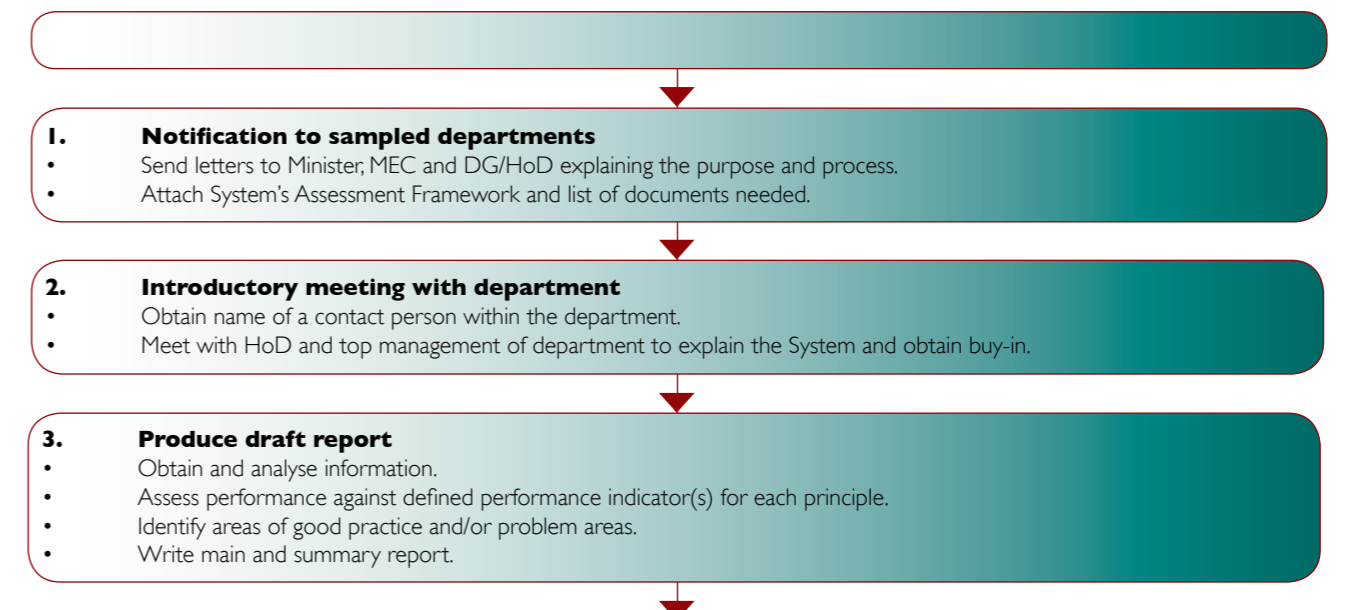 1. Notification to sampled departments
• Send letters to Minister, MEC and DG/HoD explaining the purpose and process.
• Attach System's Assessment Framework and list of documents needed.
2. Introductory meeting with department
• Obtain name of a contact person within the department.
• Meet with HoD and top management of department to explain the System and obtain buy-in.
3. Produce draft report
• Obtain and analyse information.
• Assess performance against defined performance indicator(s) for each principle.
• Identify areas of good practice and/or problem areas.
• Write main and summary report.